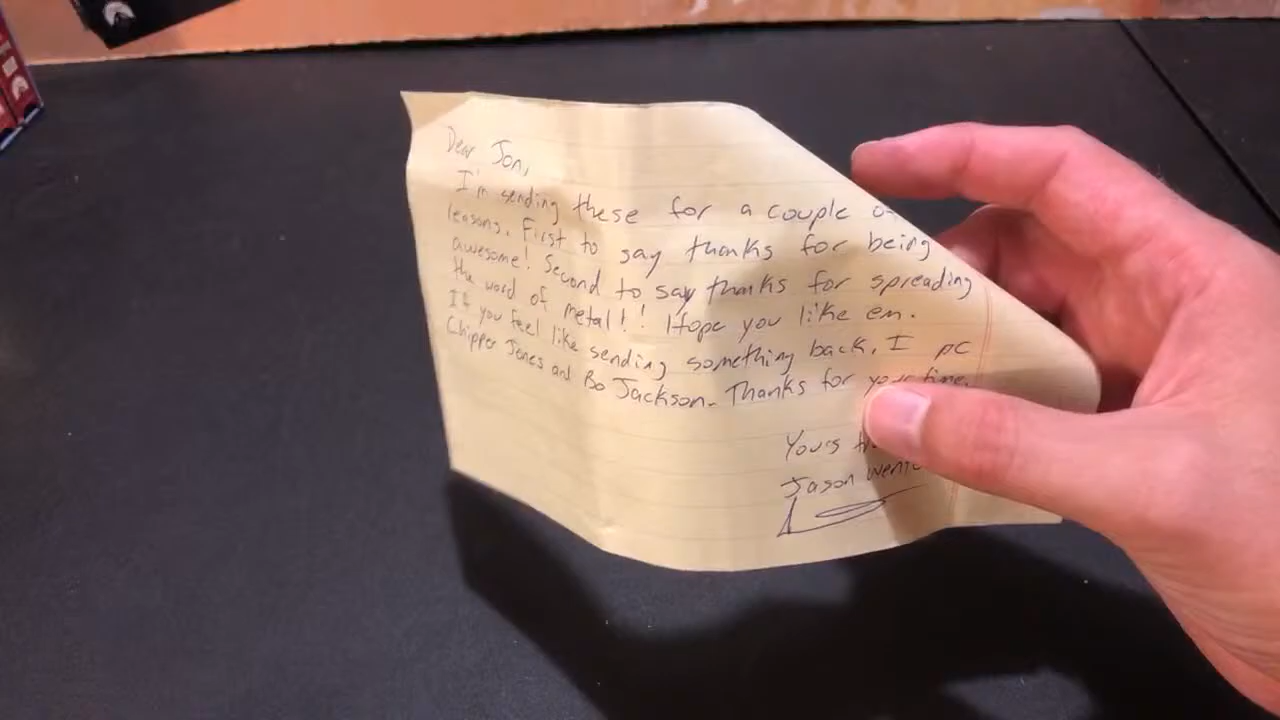 Dear Jon,
I'm sending these for a couple o
reasons. First to say thanks for being
awesome! Second to say thanks for spreading
the word of metal!! Hope you like em.
If you feel like sending something back, I pc
Chipper Jones and Bo Jackson. Thanks for your time.
Yours
Jason